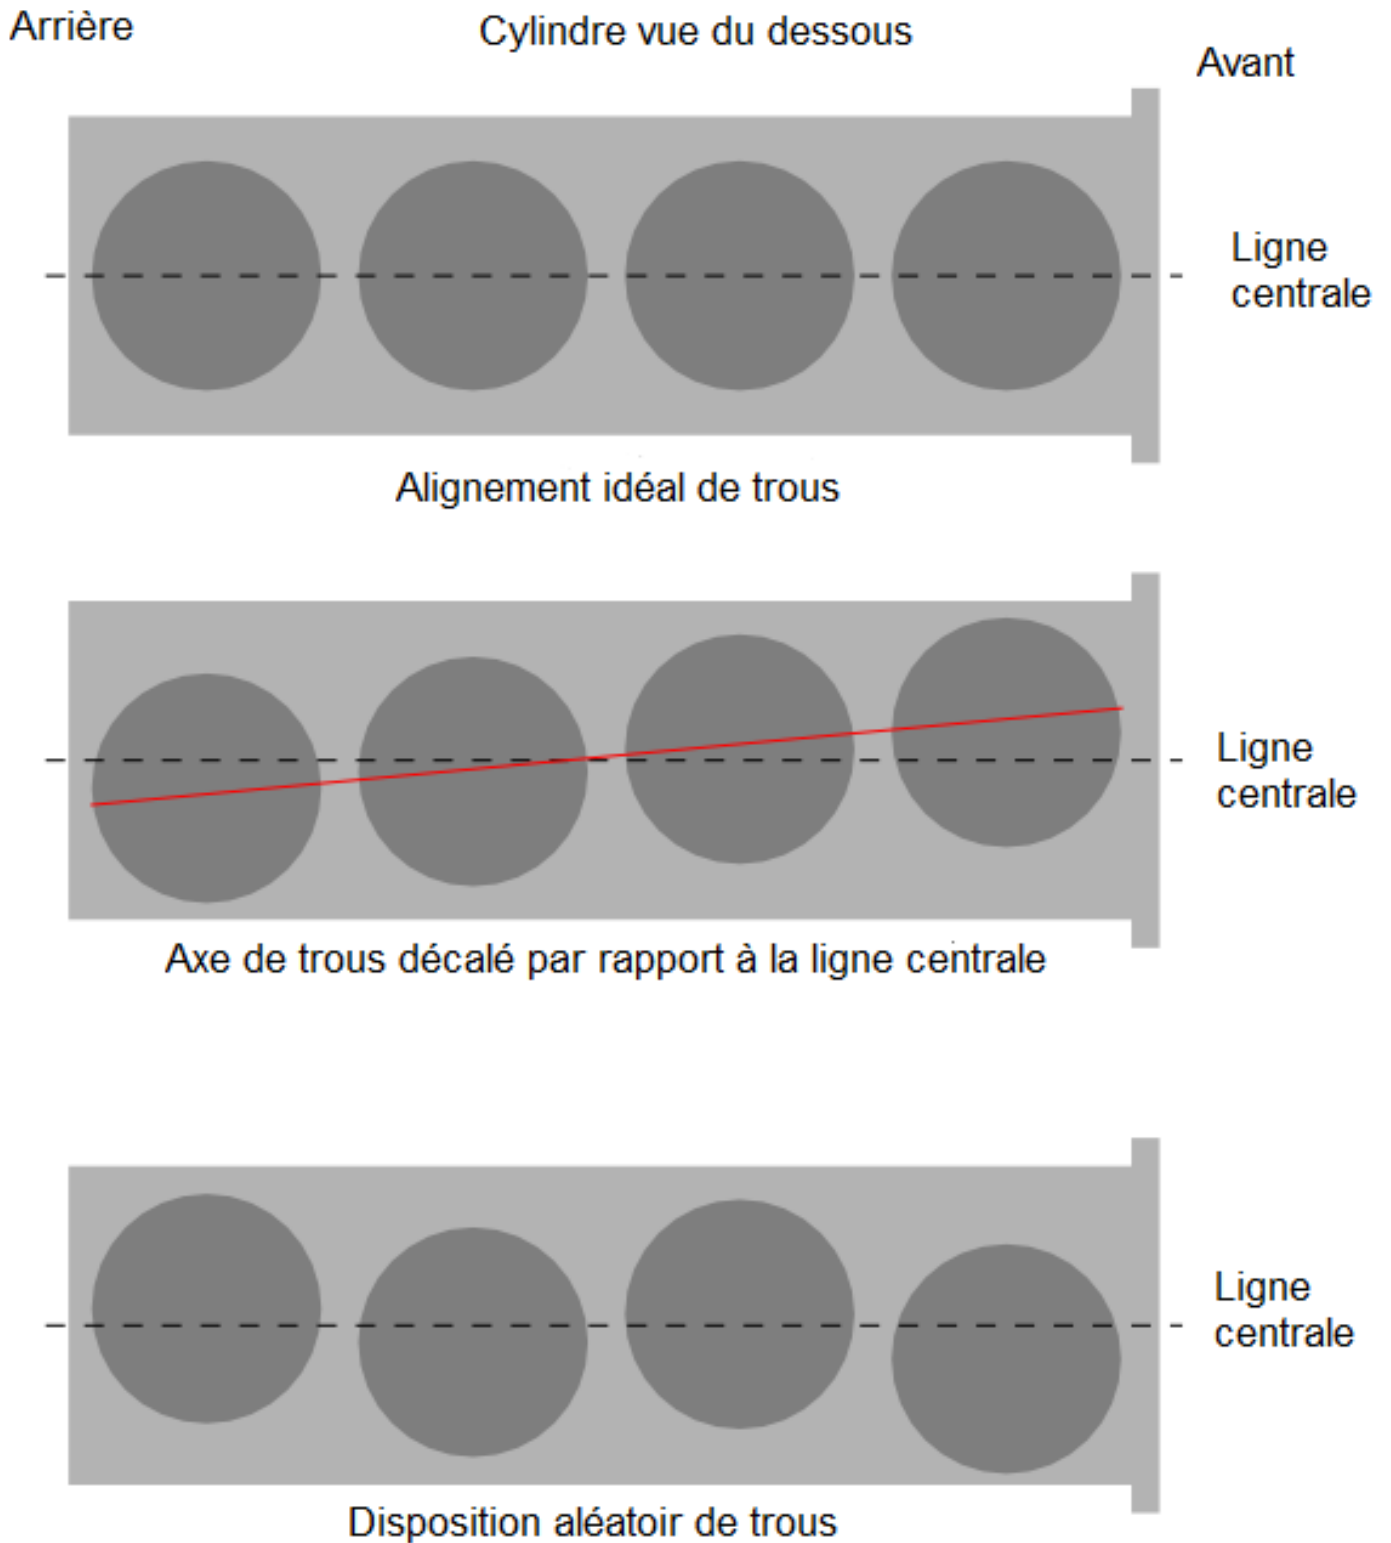 Arrière
Cylindre vue du dessous
Avant
Ligne
centrale
Alignement idéal de trous
Ligne
centrale
Axe de trous décalé par rapport à la ligne centrale
Ligne
centrale
Disposition aléatoir de trous